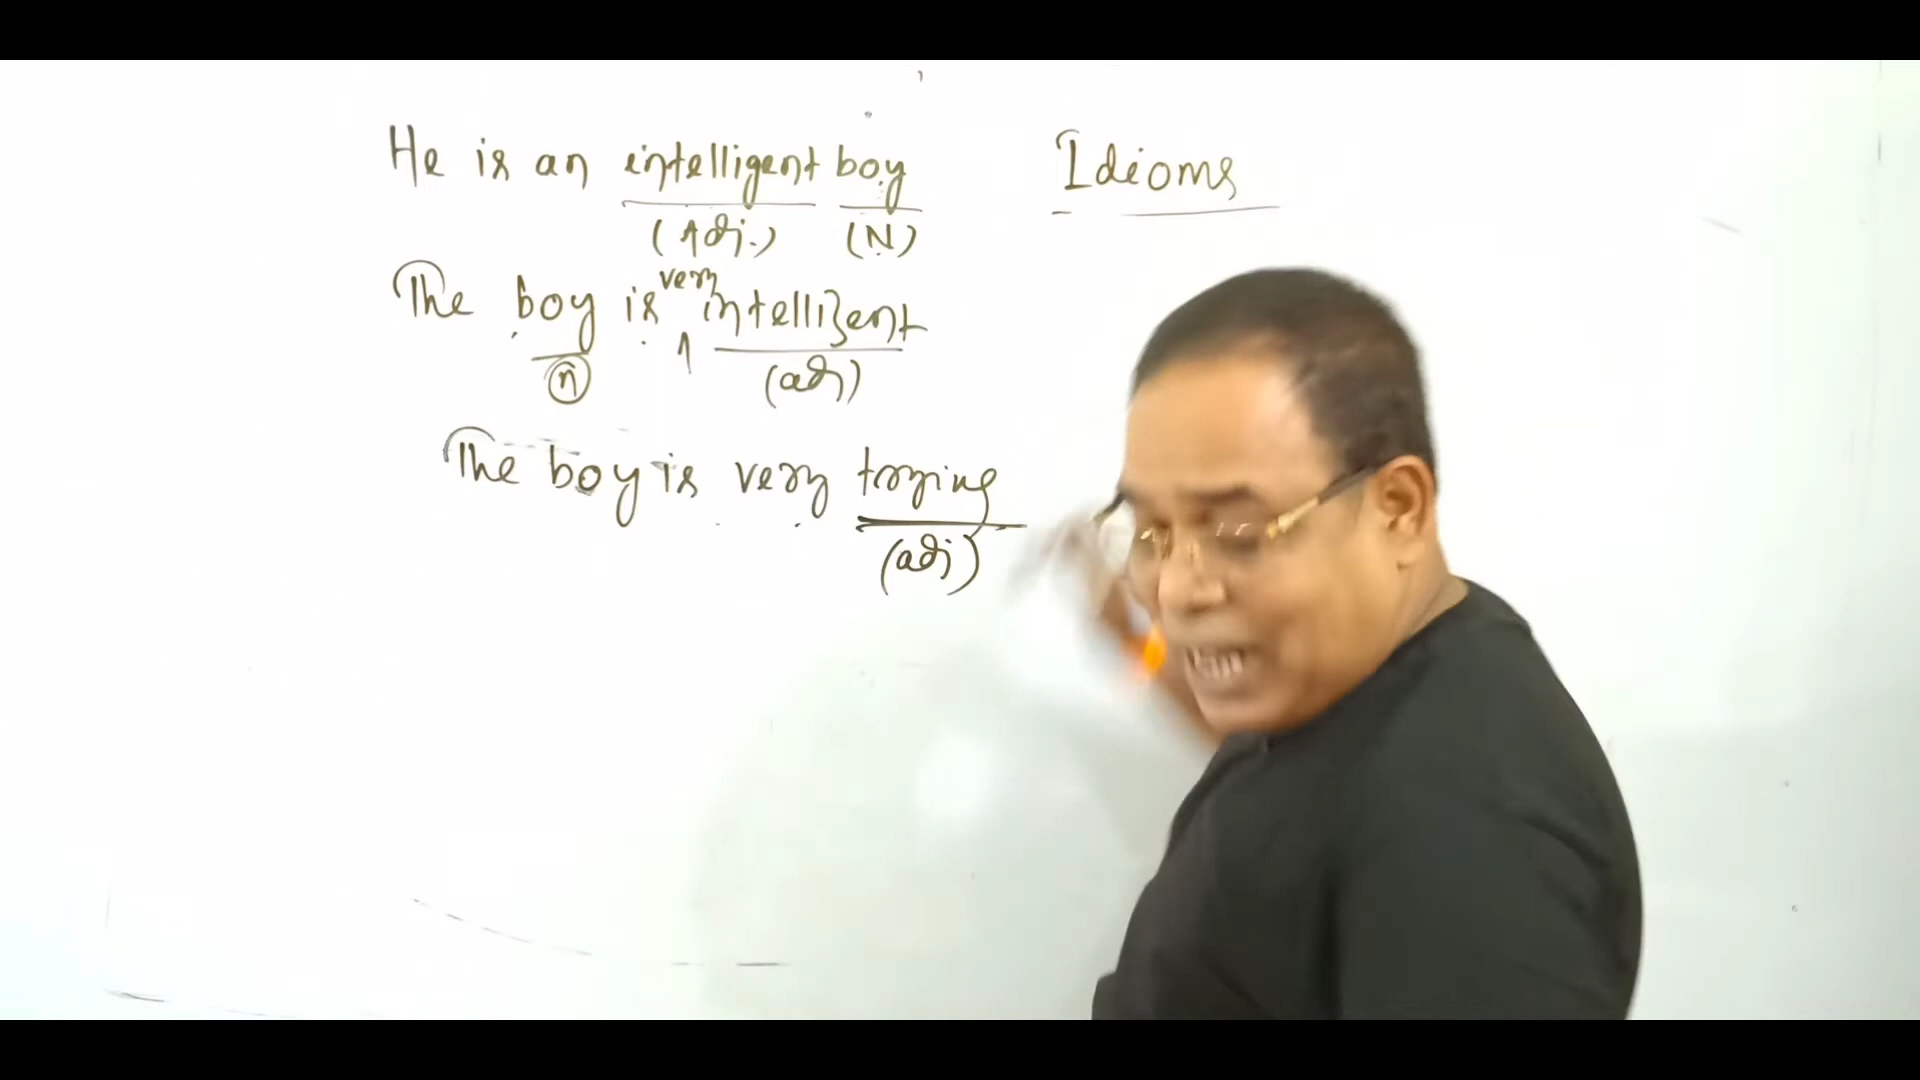 He is an intelligent boy
(Adj.) (N)
Idioms
The boy is very intelligent
(n) (adj)
The boy is very trying
(adj)